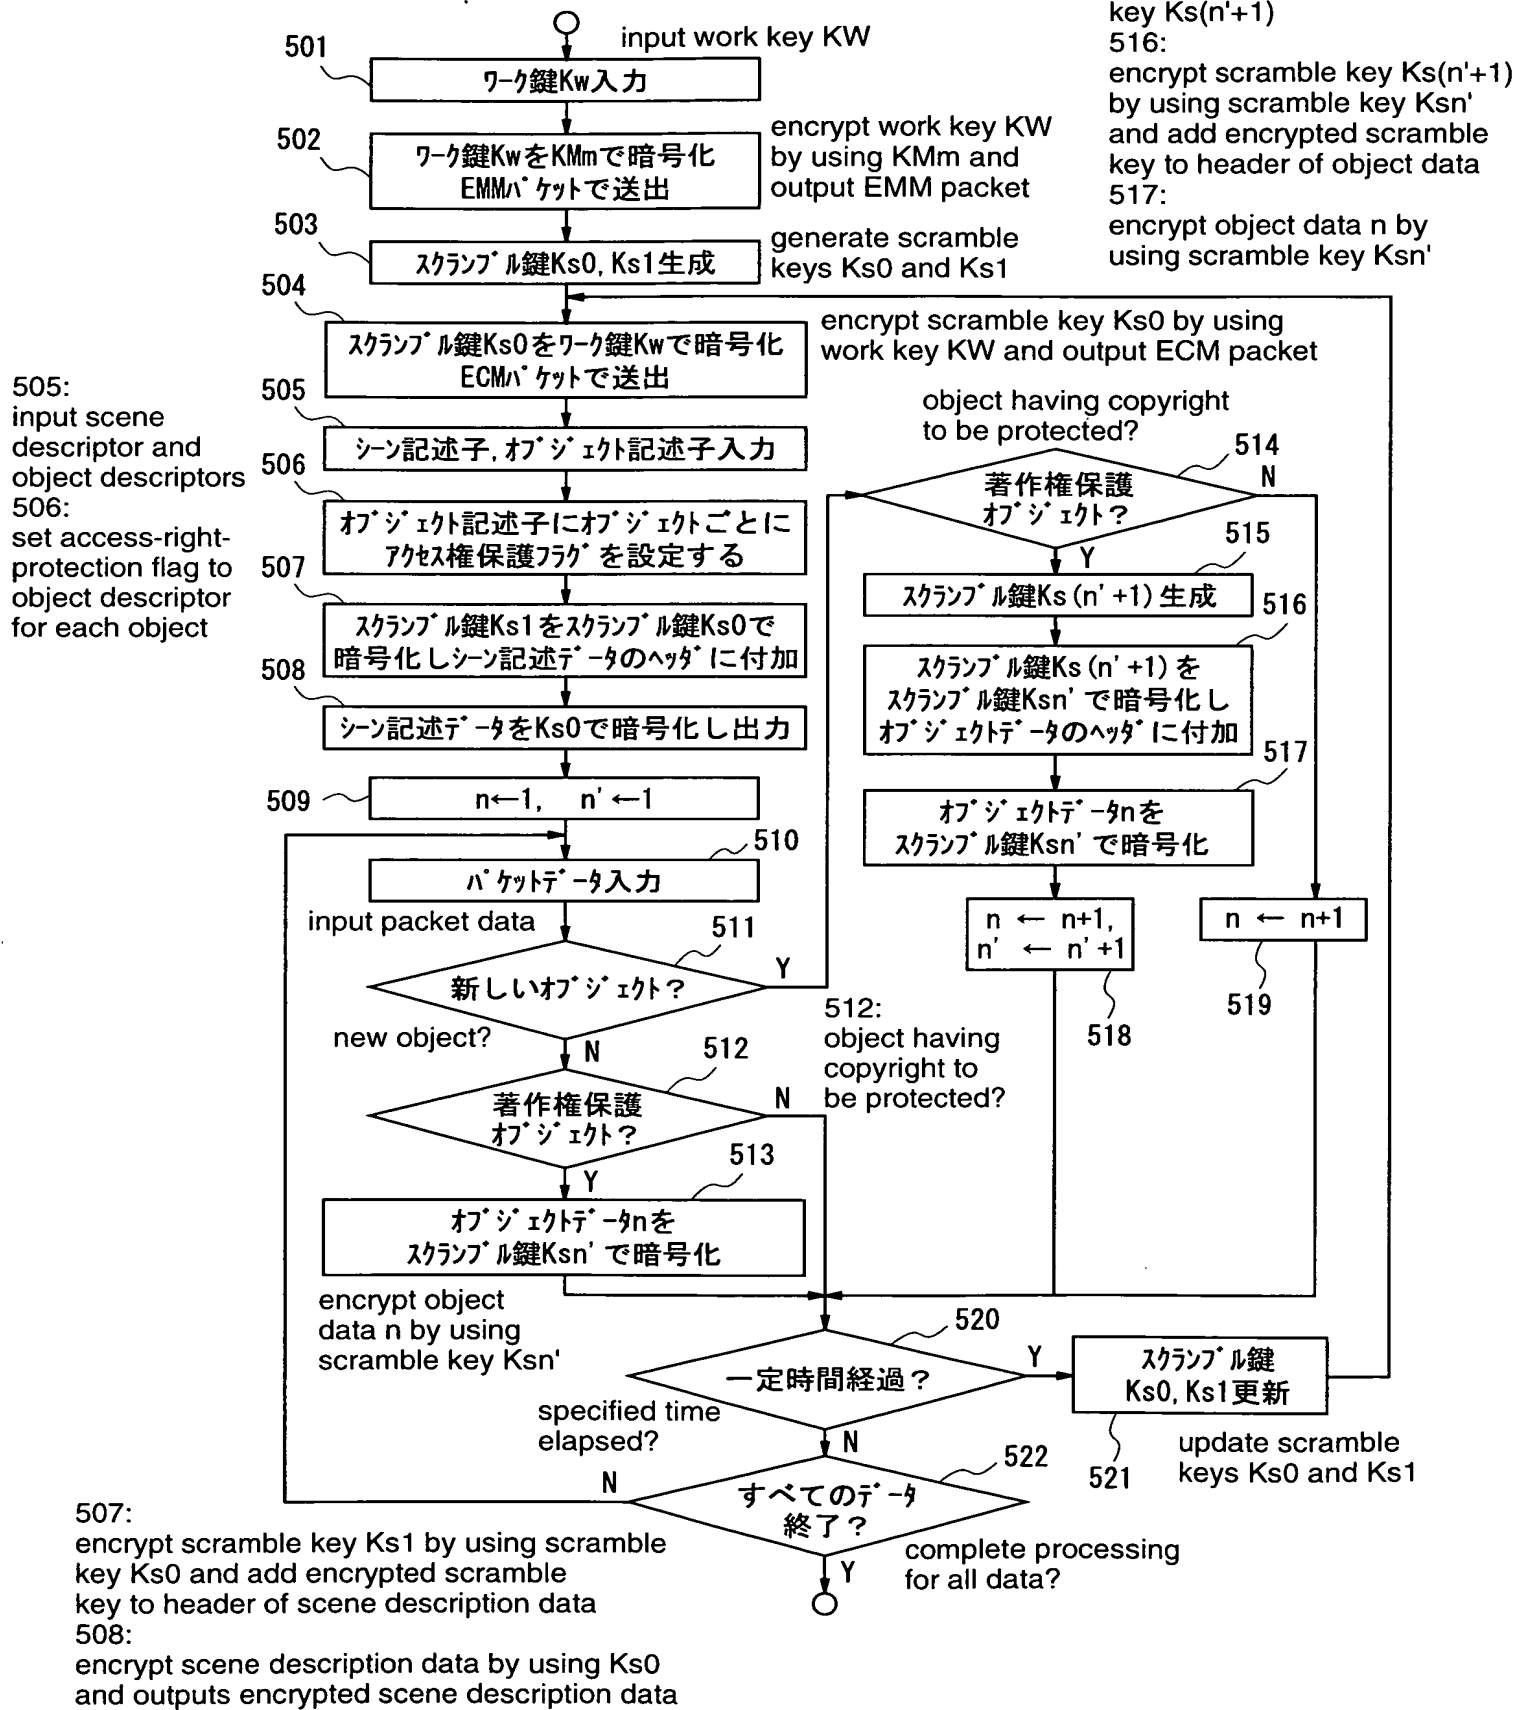 key Ks(n'+1)
516:
encrypt scramble key Ks(n'+1)
by using scramble key Ksn'
and add encrypted scramble
key to header of object data
517:
encrypt object data n by
using scramble key Ksn'
input work key KW
501
ワーク鍵Kw入力
502
ワーク鍵KwをKMmで暗号化
EMMパケットで送出
encrypt work key KW
by using KMm and
output EMM packet
503
スクランブル鍵Ks0,Ks1生成
generate scramble
keys Ks0 and Ks1
504
スクランブル鍵Ks0をワーク鍵Kwで暗号化
ECMパケットで送出
encrypt scramble key Ks0 by using
work key KW and output ECM packet
505:
input scene
descriptor and
object descriptors
506:
set access-right-
protection flag to
object descriptor
for each object
505
シーン記述子,オブジェクト記述子入力
506
オブジェクト記述子にオブジェクトごとに
アクセス権保護フラグを設定する
507
スクランブル鍵Ks1をスクランブル鍵Ks0で
暗号化しシーン記述データのヘッダに付加
508
シーン記述データをKs0で暗号化し出力
509
n←1, n'←1
510
パケットデータ入力
input packet data
511
新しいオブジェクト?
Y
new object?
N
512
著作権保護
オブジェクト?
N
512:
object having
copyright to
be protected?
Y
513
オブジェクトデータnを
スクランブル鍵Ksn'で暗号化
encrypt object
data n by using
scramble key Ksn'
object having copyright
to be protected?
514
著作権保護
オブジェクト?
N
Y
515
スクランブル鍵Ks(n'+1)生成
516
スクランブル鍵Ks(n'+1)を
スクランブル鍵Ksn'で暗号化し
オブジェクトデータのヘッダに付加
517
オブジェクトデータnを
スクランブル鍵Ksn'で暗号化
n ← n+1,
n' ← n'+1
518
n ← n+1
519
520
一定時間経過?
Y
specified time
elapsed?
N
スクランブル鍵
Ks0,Ks1更新
521
update scramble
keys Ks0 and Ks1
522
すべてのデータ
終了?
N
Y
complete processing
for all data?
507:
encrypt scramble key Ks1 by using scramble
key Ks0 and add encrypted scramble
key to header of scene description data
508:
encrypt scene description data by using Ks0
and outputs encrypted scene description data